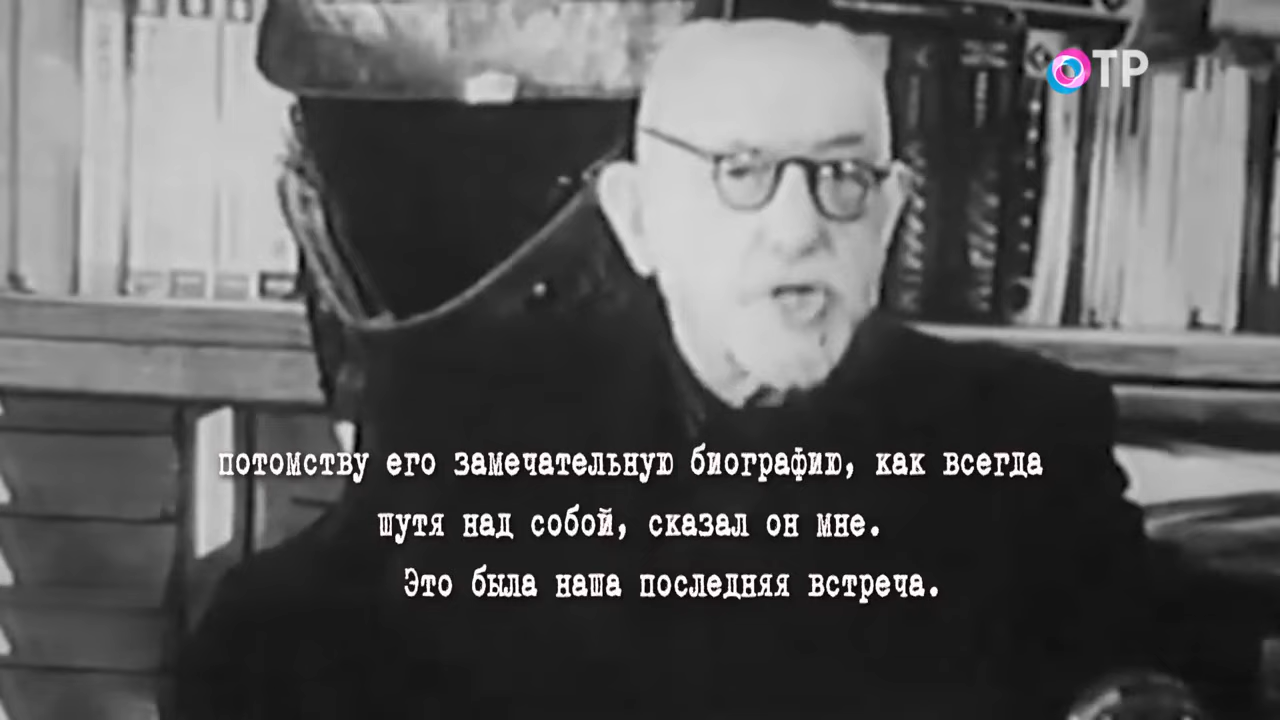 ОТР
потомству его замечательную биографию, как всегда
шутя над собой, сказал он мне.
Это была наша последняя встреча.